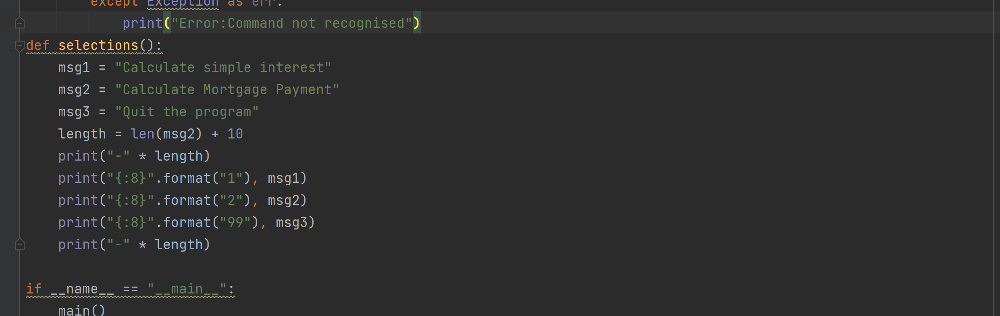 except Exception as err:
print("Error:Command not recognised")
def selections():
msg1 = "Calculate simple interest"
msg2 = "Calculate Mortgage Payment"
msg3 = "Quit the program"
length = len(msg2) + 10
print("-" * length)
print("{:8}".format("1"), msg1)
print("{:8}".format("2"), msg2)
print("{:8}".format("99"), msg3)
print("-" * length)
if __name__ == "__main__":
main()